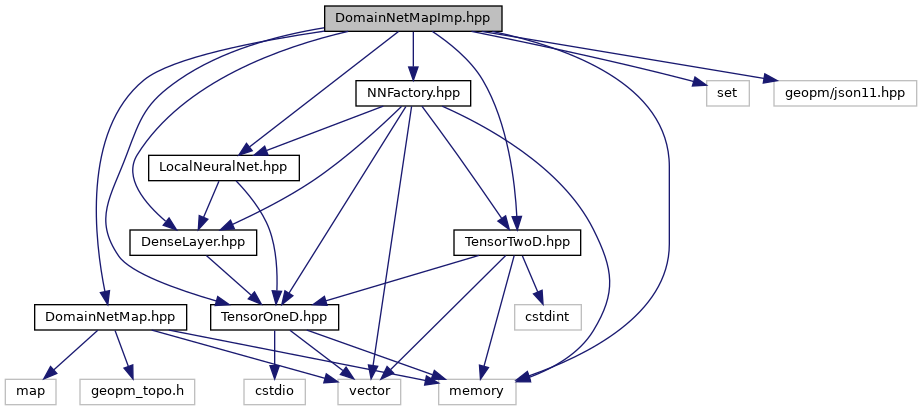 DomainNetMapImp.hpp
NNFactory.hpp
set
geopm/json11.hpp
LocalNeuralNet.hpp
DenseLayer.hpp
TensorTwoD.hpp
DomainNetMap.hpp
TensorOneD.hpp
cstdint
map
geopm_topo.h
cstdio
vector
memory